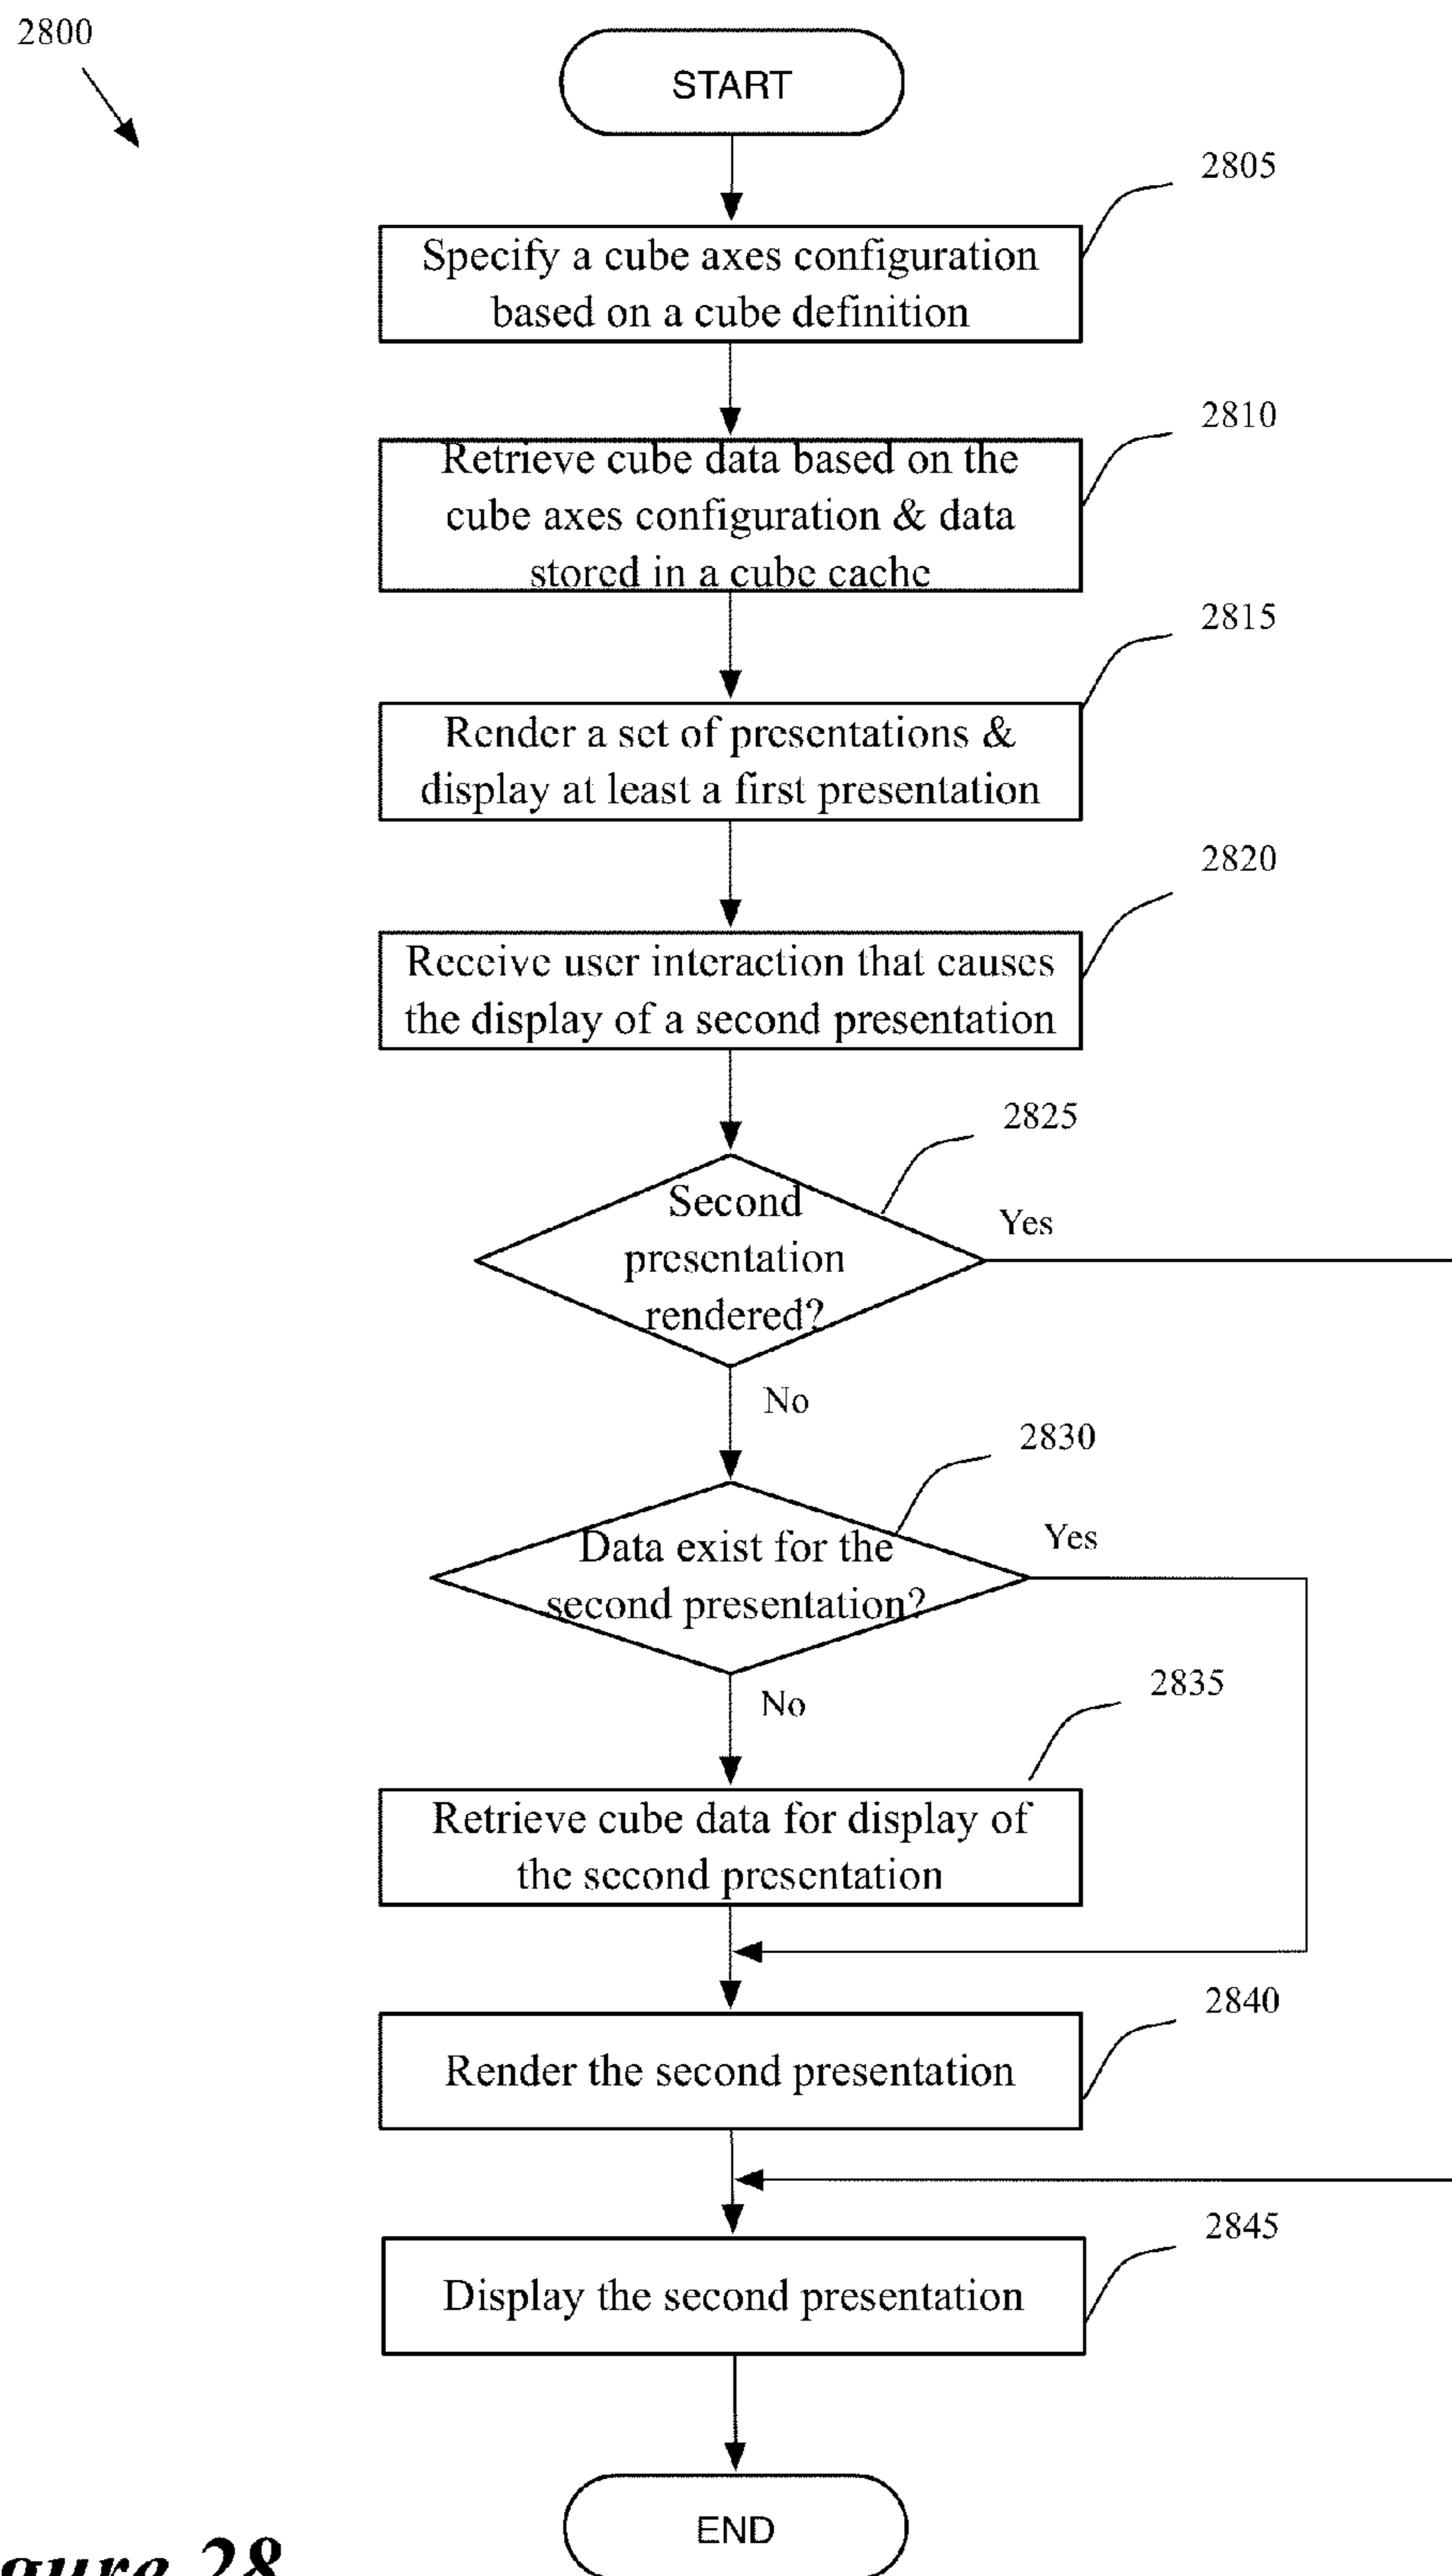 2800
START
2805
Specify a cube axes configuration
based on a cube definition
2810
Retrieve cube data based on the
cube axes configuration & data
stored in a cube cache
2815
Render a set of presentations &
display at least a first presentation
2820
Receive user interaction that causes
the display of a second presentation
2825
Second
presentation
rendered?
Yes
No
2830
Data exist for the
second presentation?
Yes
No
2835
Retrieve cube data for display of
the second presentation
2840
Render the second presentation
2845
Display the second presentation
END
gure 28